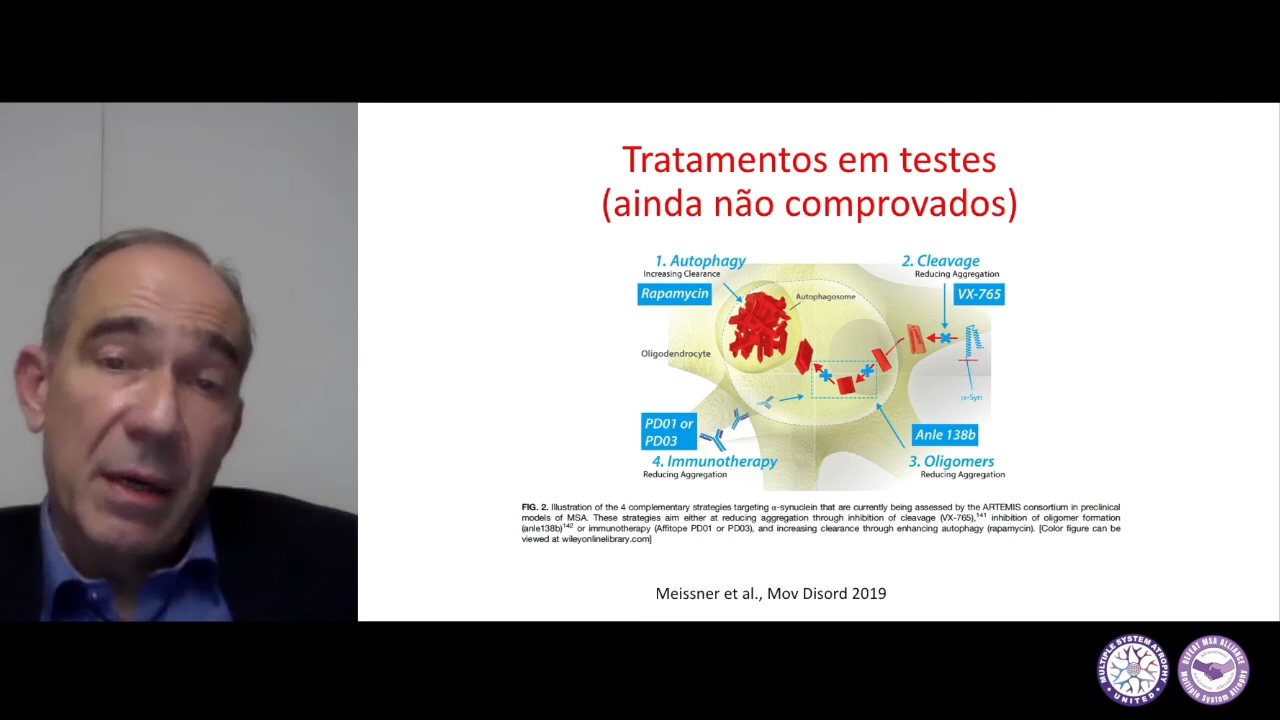 Tratamentos em testes
(ainda não comprovados)
1. Autophagy
Increasing Clearance
Rapamycin
2. Cleavage
Reducing Aggregation
VX-765
Autophagosome
Oligodendrocyte
α-Syn
PD01 or
PD03
4. Immunotherapy
Reducing Aggregation
Anle 138b
3. Oligomers
Reducing Aggregation
FIG. 2. Illustration of the 4 complementary strategies targeting α-synuclein that are currently being assessed by the ARTEMIS consortium in preclinical
models of MSA. These strategies aim either at reducing aggregation through inhibition of cleavage (VX-765),141 inhibition of oligomer formation
(anle138b)142 or immunotherapy (Affitope PD01 or PD03), and increasing clearance through enhancing autophagy (rapamycin). [Color figure can be
viewed at wileyonlinelibrary.com]
Meissner et al., Mov Disord 2019
MULTIPLE SYSTEM ATROPHY
UNITED
DEFEAT MSA ALLIANCE
Multiple System Atrophy